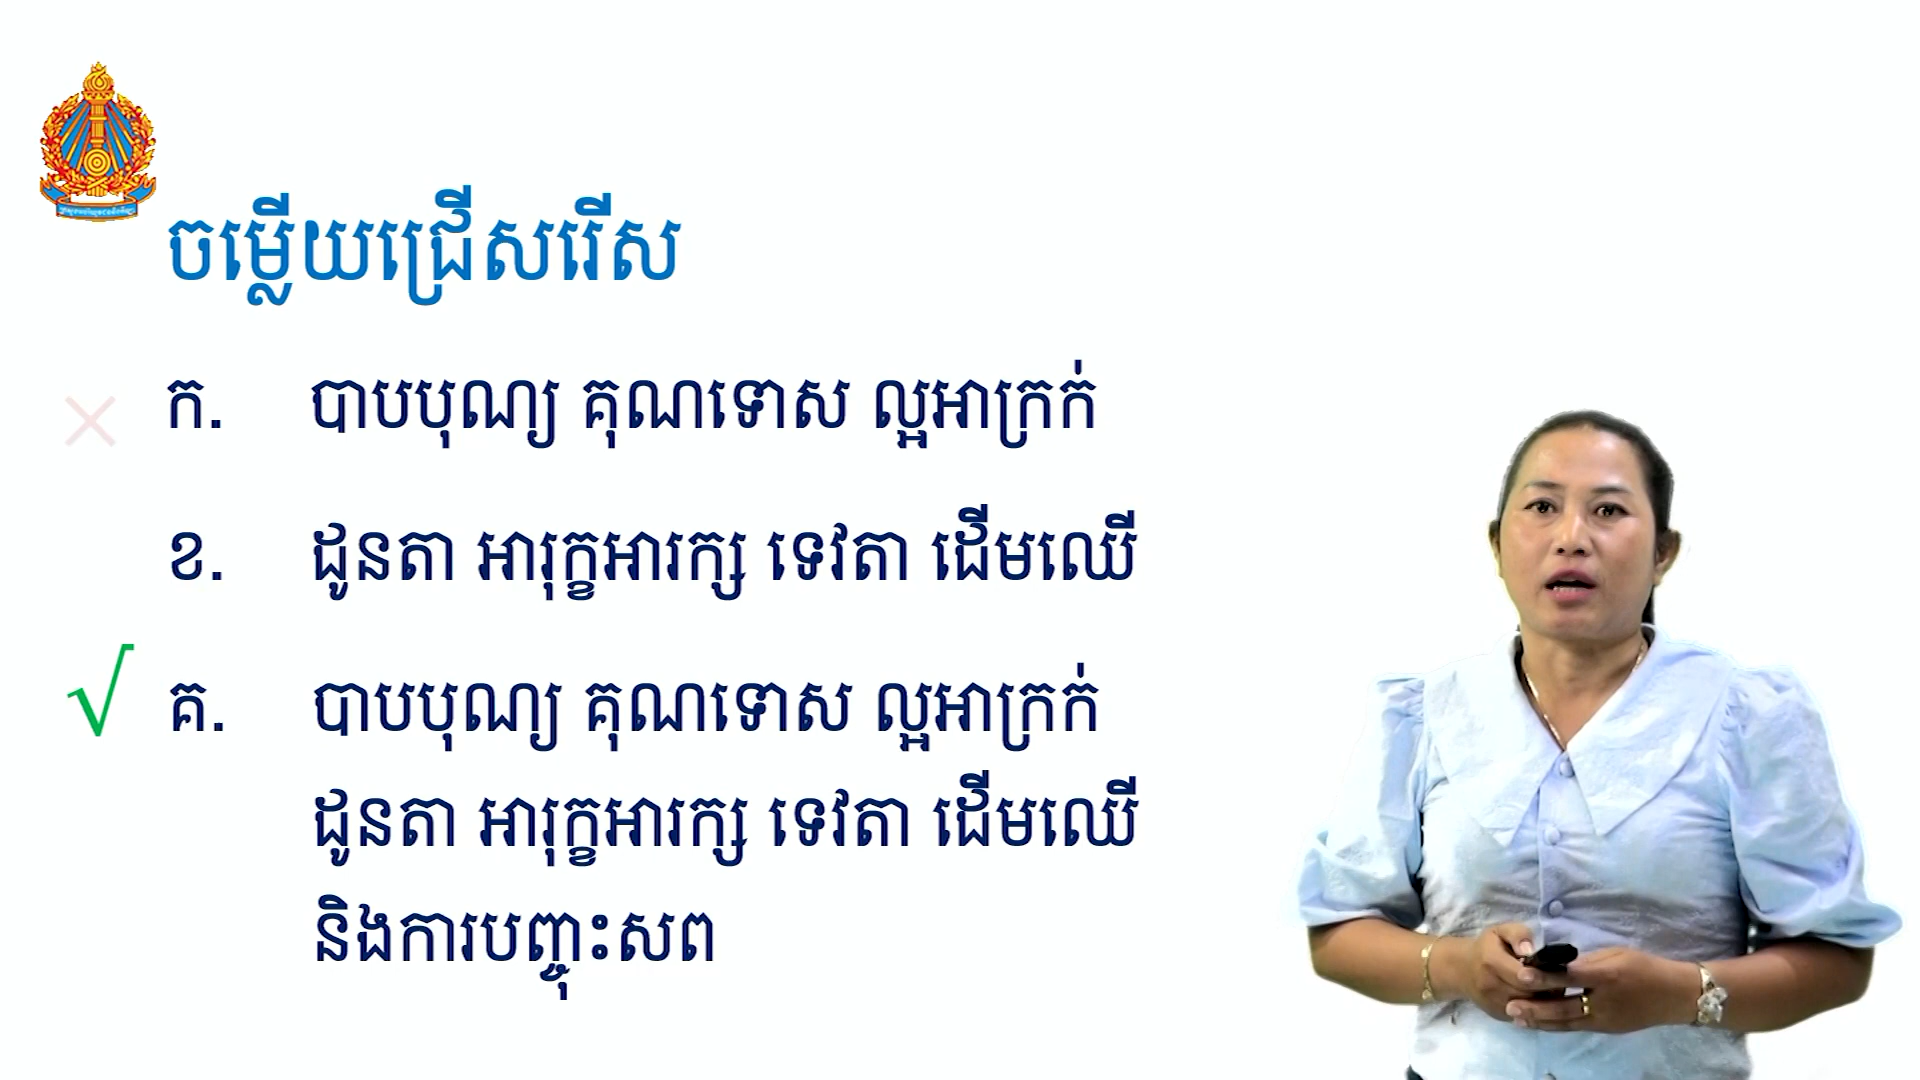 ចម្លើយជ្រើសរើស
ក. បាបបុណ្យ គុណទោស ល្អអាក្រក់
ខ. ដូនតា អារុក្ខអារក្ស ទេវតា ដើមឈើ
√ គ. បាបបុណ្យ គុណទោស ល្អអាក្រក់
ដូនតា អារុក្ខអារក្ស ទេវតា ដើមឈើ
និងការបញ្ចុះសព